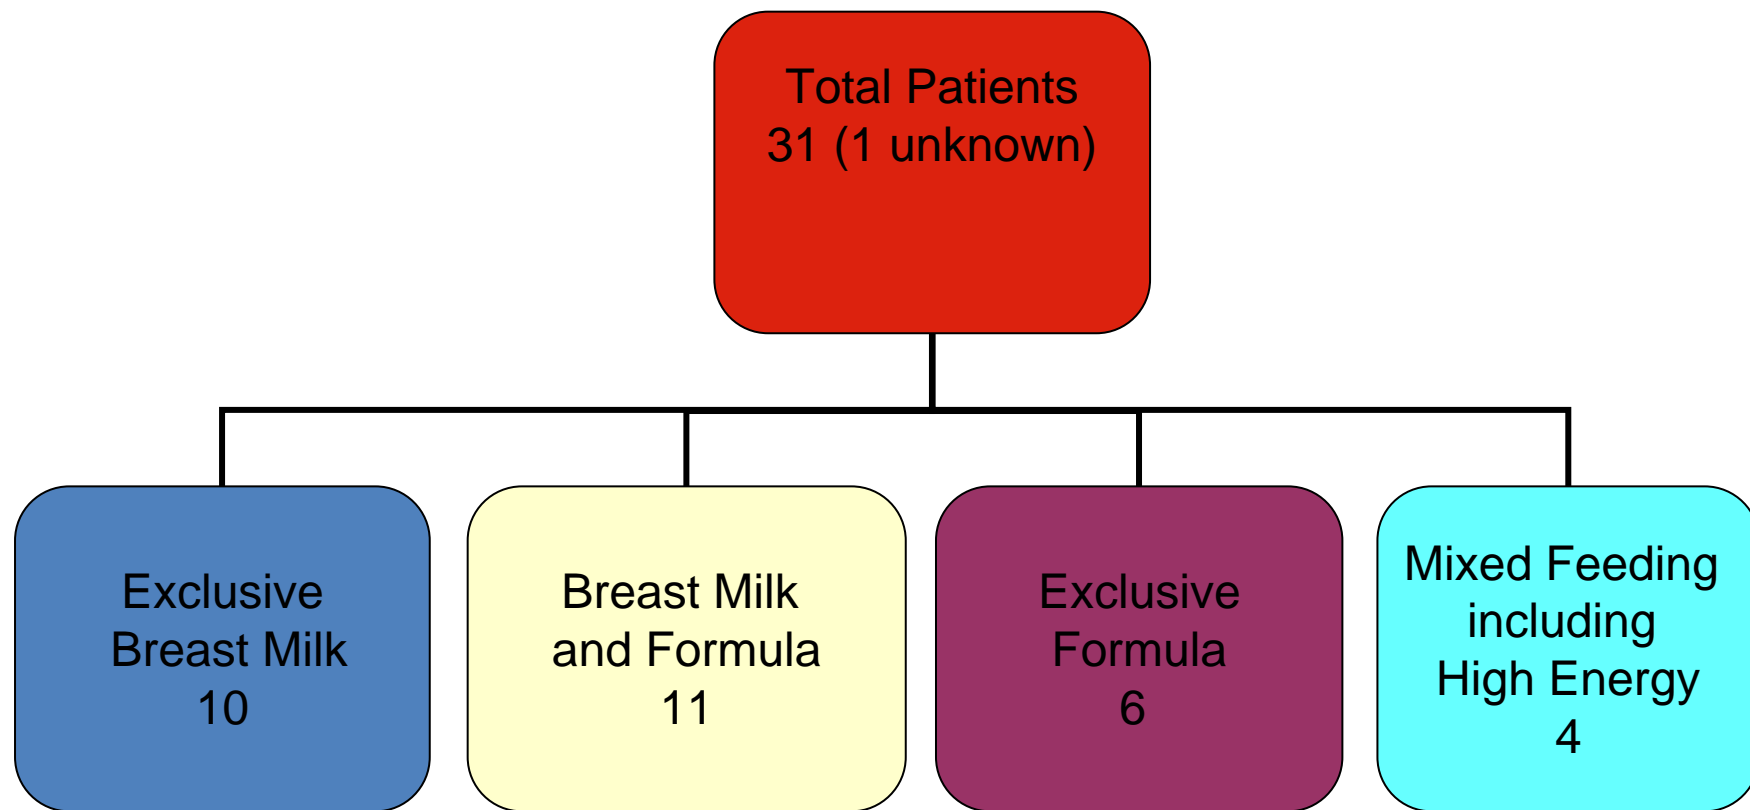 Total Patients
31 (1 unknown)
Exclusive
Breast Milk
10
Breast Milk
and Formula
11
Exclusive
Formula
6
Mixed Feeding
including
High Energy
4